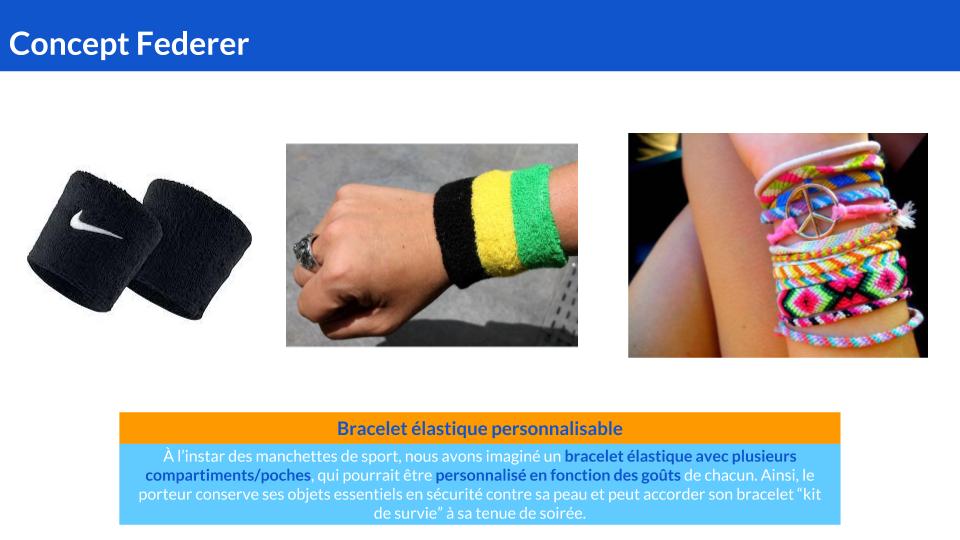 Concept Federer
Bracelet élastique personnalisable
À l'instar des manchettes de sport, nous avons imaginé un bracelet élastique avec plusieurs
compartiments/poches, qui pourrait être personnalisé en fonction des goûts de chacun. Ainsi, le
porteur conserve ses objets essentiels en sécurité contre sa peau et peut accorder son bracelet “kit
de survie” à sa tenue de soirée.